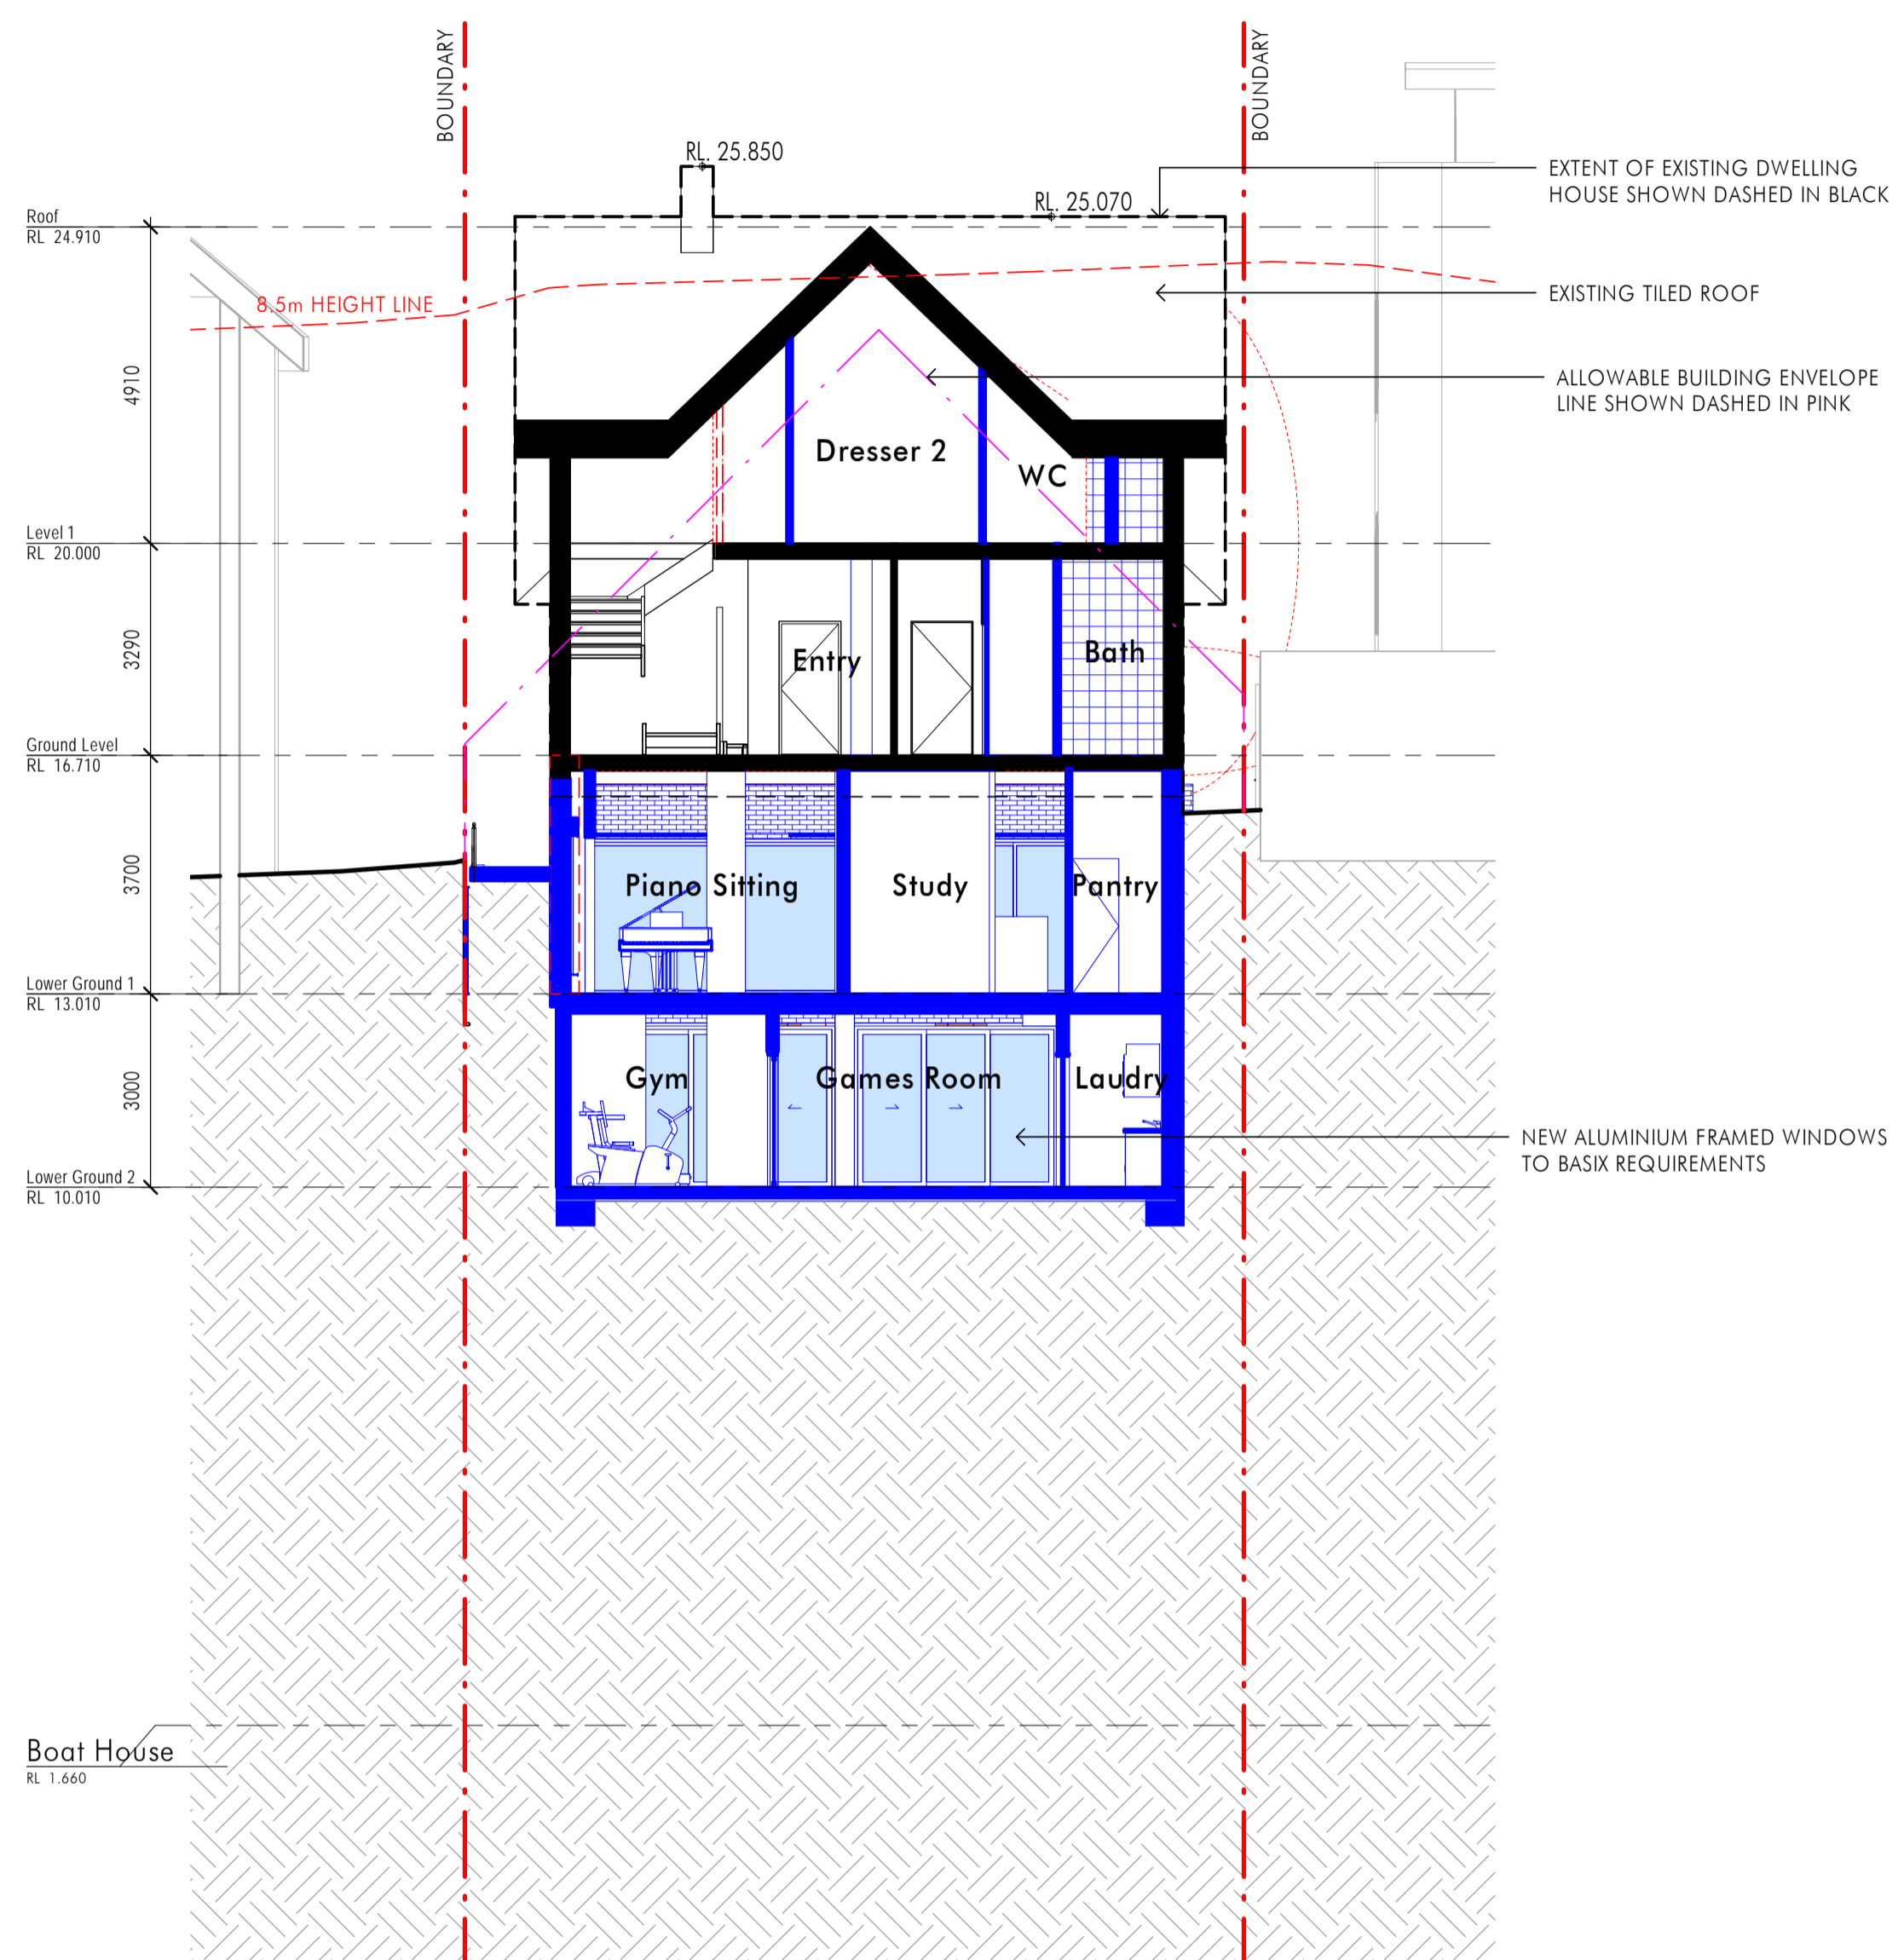 BOUNDARY
BOUNDARY
RL. 25.850
EXTENT OF EXISTING DWELLING
HOUSE SHOWN DASHED IN BLACK
RL. 25.070
Roof
RL 24.910
EXISTING TILED ROOF
8.5m HEIGHT LINE
4910
ALLOWABLE BUILDING ENVELOPE
LINE SHOWN DASHED IN PINK
Dresser 2
WC
Level 1
RL 20.000
3290
Entry
Bath
Ground Level
RL 16.710
3700
Piano Sitting
Study
Pantry
Lower Ground 1
RL 13.010
3000
Gym
Games Room
Laudry
NEW ALUMINIUM FRAMED WINDOWS
TO BASIX REQUIREMENTS
Lower Ground 2
RL 10.010
Boat House
RL 1.660